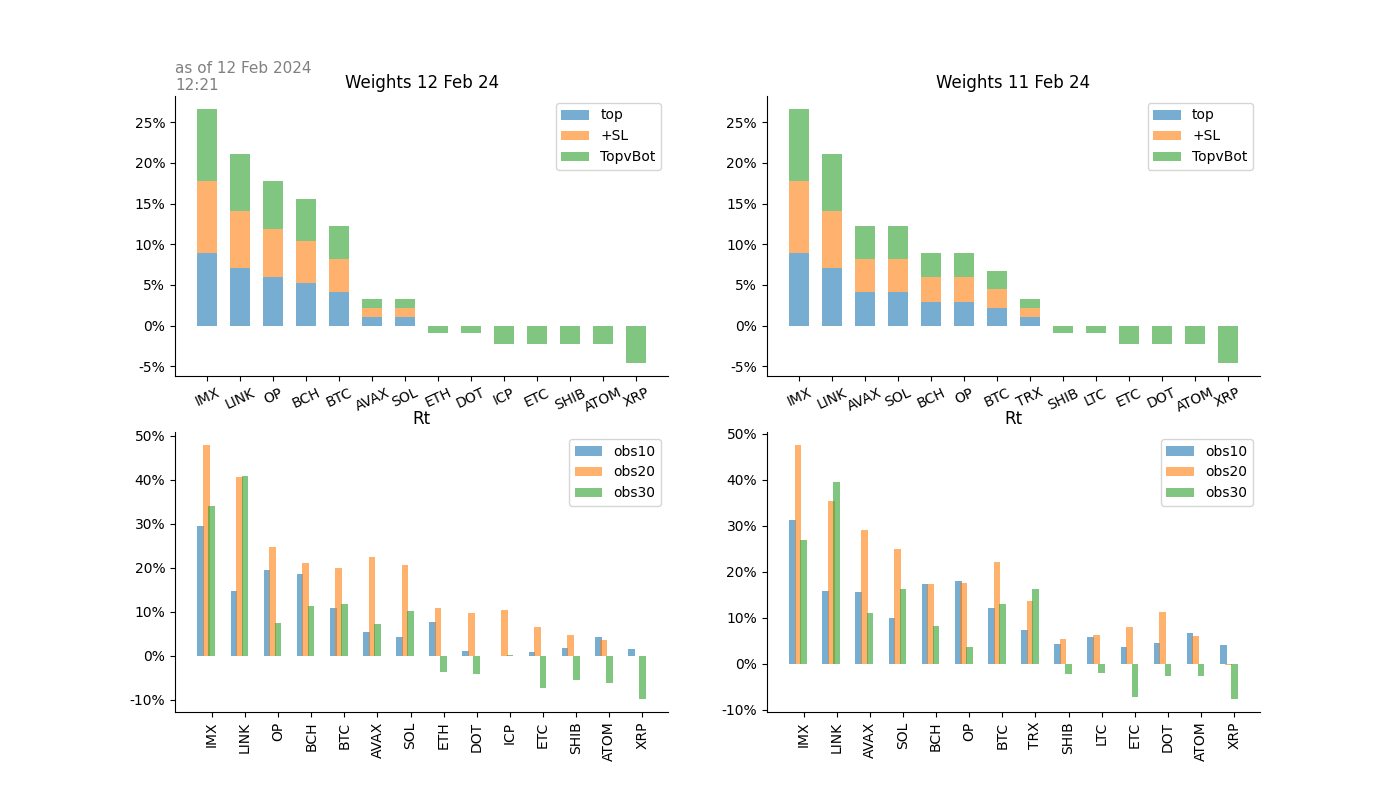 as of 12 Feb 2024
12:21
Weights 12 Feb 24
25%
20%
15%
10%
5%
0%
-5%
top
+SL
TopvBot
IMX LINK OP BCH BTC AVAX SOL ETH DOT ICP ETC SHIB ATOM XRP
Weights 11 Feb 24
25%
20%
15%
10%
5%
0%
-5%
top
+SL
TopvBot
IMX LINK AVAX SOL BCH OP BTC TRX SHIB LTC ETC DOT ATOM XRP
Rt
50%
40%
30%
20%
10%
0%
-10%
obs10
obs20
obs30
IMX LINK OP BCH BTC AVAX SOL ETH DOT ICP ETC SHIB ATOM XRP
Rt
50%
40%
30%
20%
10%
0%
-10%
obs10
obs20
obs30
IMX LINK AVAX SOL BCH OP BTC TRX SHIB LTC ETC DOT ATOM XRP